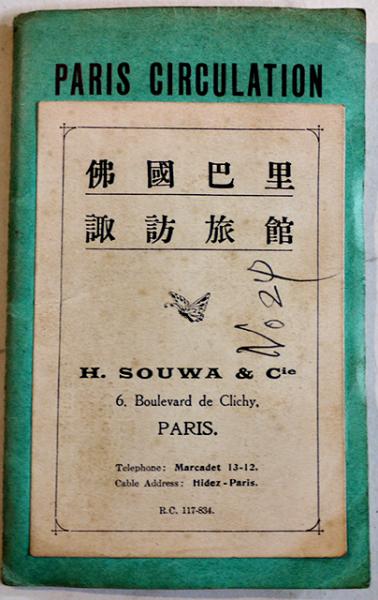 PARIS CIRCULATION
佛國巴里
諏訪旅館
No 24
H. SOUWA & Cie
6. Boulevard de Clichy,
PARIS.
Telephone: Marcadet 13-12.
Cable Address: Hidez-Paris.
R.C. 117-834.